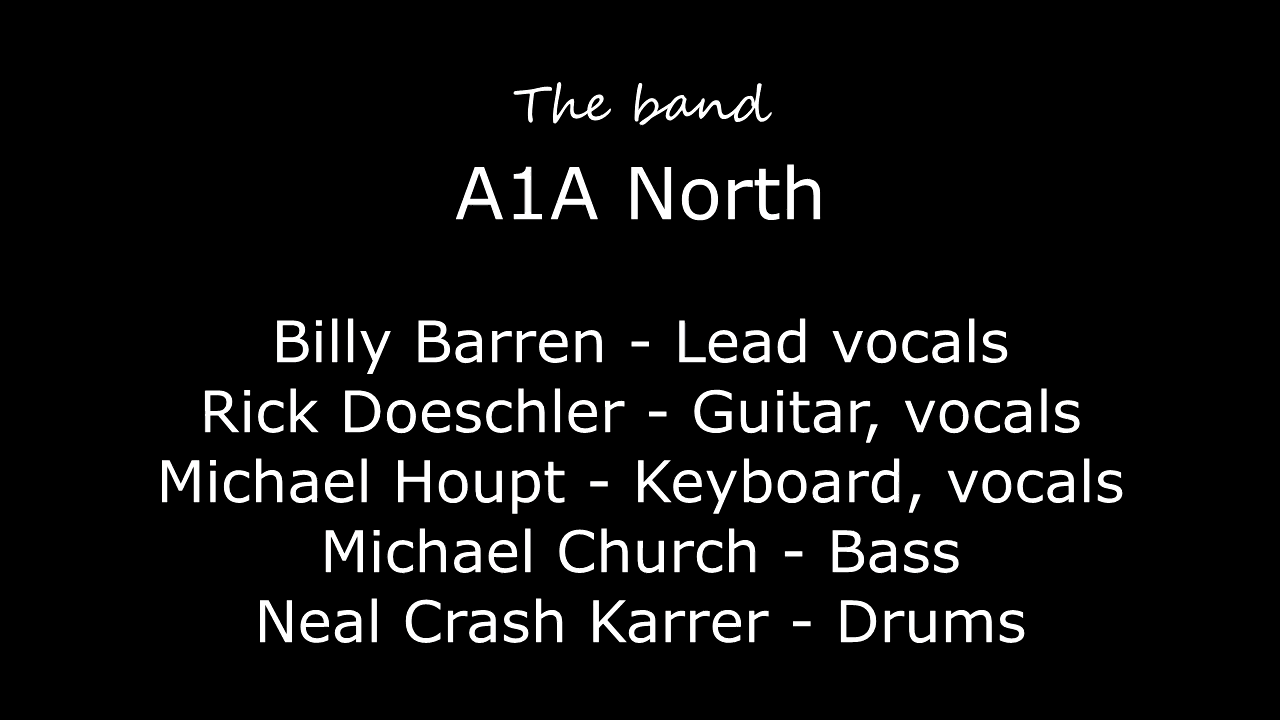 The band
A1A North
Billy Barren - Lead vocals
Rick Doeschler - Guitar, vocals
Michael Houpt - Keyboard, vocals
Michael Church - Bass
Neal Crash Karrer - Drums